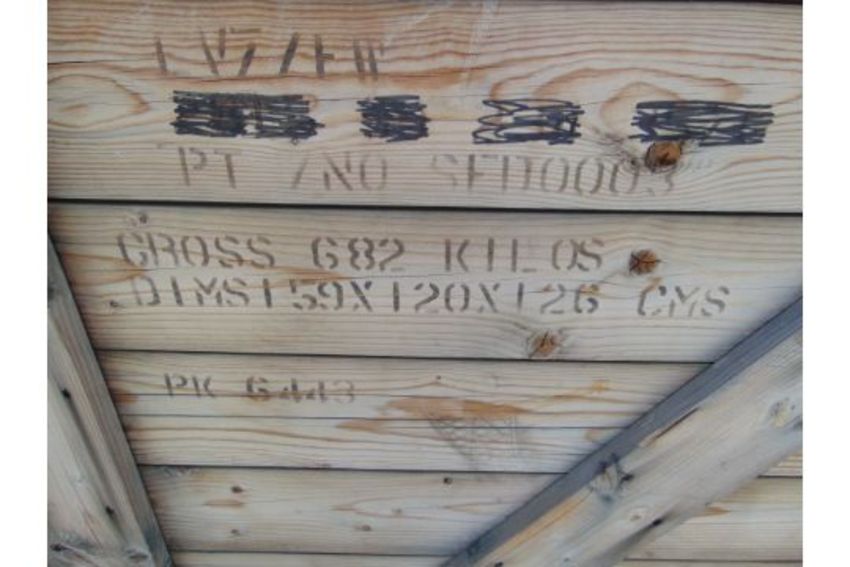 PT /NO SFD0003
GROSS 682 KILOS
DIMS 159X120X126 CMS
PK 6443